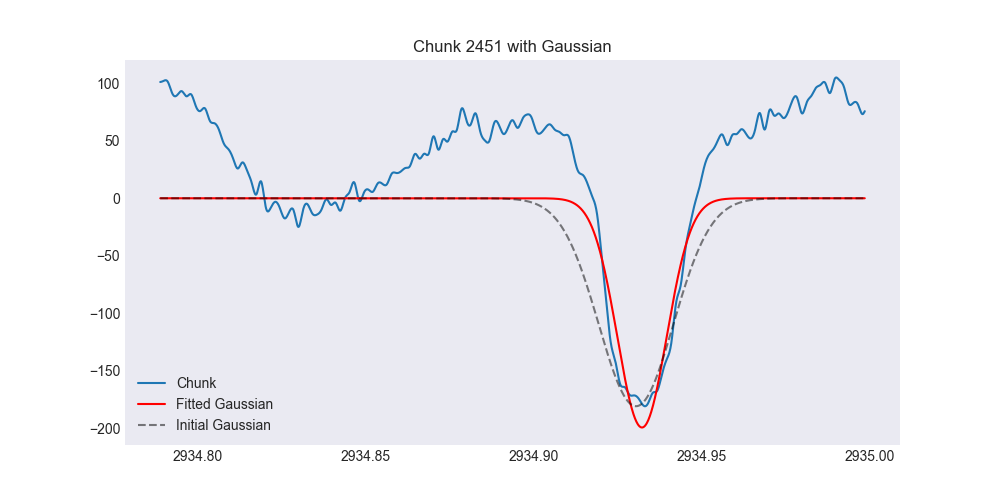 Chunk 2451 with Gaussian
100
50
0
−50
−100
−150
−200
Chunk
Fitted Gaussian
Initial Gaussian
2934.80 2934.85 2934.90 2934.95 2935.00